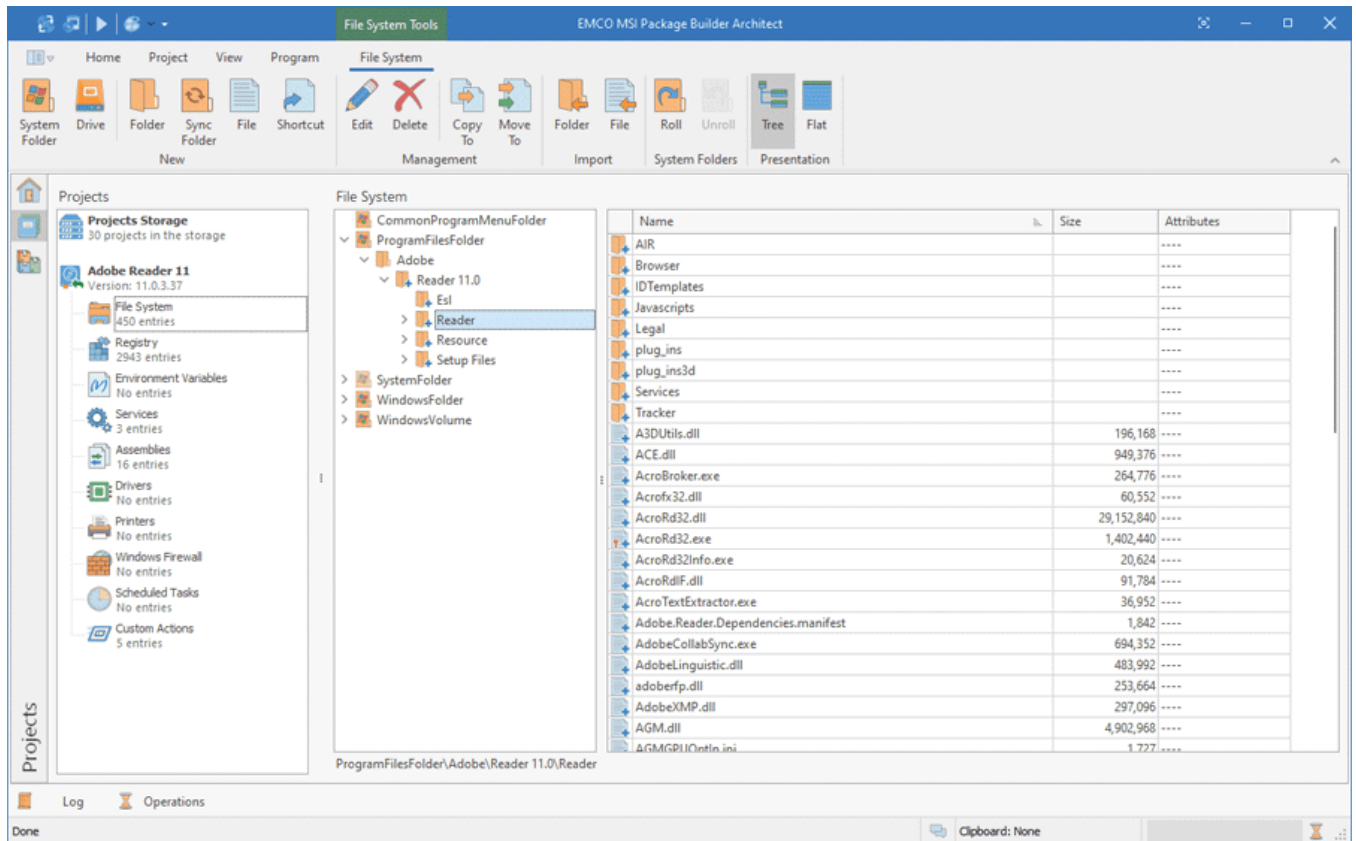 File System Tools
EMCO MSI Package Builder Architect
Home Project View Program File System
System Folder
Drive
Folder
Sync Folder
File
Shortcut
New
Edit
Delete
Copy To
Move To
Management
Folder
File
Import
Roll
Unroll
System Folders
Tree
Flat
Presentation
Projects
Projects
Projects Storage
30 projects in the storage
Adobe Reader 11
Version: 11.0.3.37
File System
450 entries
Registry
2943 entries
Environment Variables
No entries
Services
3 entries
Assemblies
16 entries
Drivers
No entries
Printers
No entries
Windows Firewall
No entries
Scheduled Tasks
No entries
Custom Actions
5 entries
File System
CommonProgramMenuFolder
ProgramFilesFolder
Adobe
Reader 11.0
Esl
Reader
Resource
Setup Files
SystemFolder
WindowsFolder
WindowsVolume
ProgramFilesFolder\Adobe\Reader 11.0\Reader
Name Size Attributes
AIR ----
Browser ----
IDTemplates ----
Javascripts ----
Legal ----
plug_ins ----
plug_ins3d ----
Services ----
Tracker ----
A3DUtils.dll 196,168 ----
ACE.dll 949,376 ----
AcroBroker.exe 264,776 ----
Acrofx32.dll 60,552 ----
AcroRd32.dll 29,152,840 ----
AcroRd32.exe 1,402,440 ----
AcroRd32Info.exe 20,624 ----
AcroRdIF.dll 91,784 ----
AcroTextExtractor.exe 36,952 ----
Adobe.Reader.Dependencies.manifest 1,842 ----
AdobeCollabSync.exe 694,352 ----
AdobeLinguistic.dll 483,992 ----
adoberfp.dll 253,664 ----
AdobeXMP.dll 297,096 ----
AGM.dll 4,902,968 ----
AGMGPUOptIn.ini 1,727 ----
Log Operations
Done
Clipboard: None